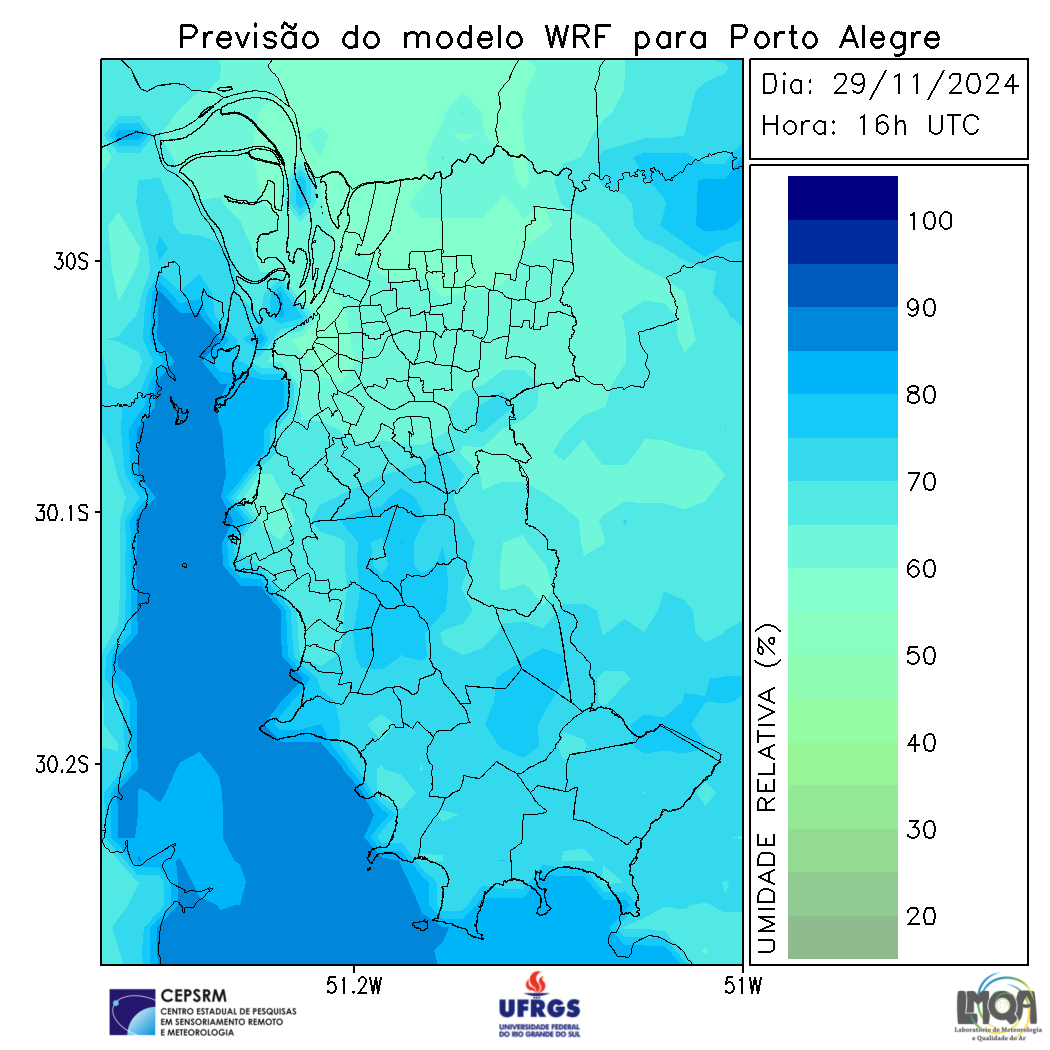 Previsão do modelo WRF para Porto Alegre
Dia: 29/11/2024
Hora: 16h UTC
30S
30.1S
30.2S
51.2W
51W
100
90
80
70
60
50
40
30
20
UMIDADE RELATIVA (%)
CEPSRM
CENTRO ESTADUAL DE PESQUISAS
EM SENSORIAMENTO REMOTO
E METEOROLOGIA
UFRGS
UNIVERSIDADE FEDERAL
DO RIO GRANDE DO SUL
LMQA
Laboratório de Meteorologia
e Qualidade do Ar